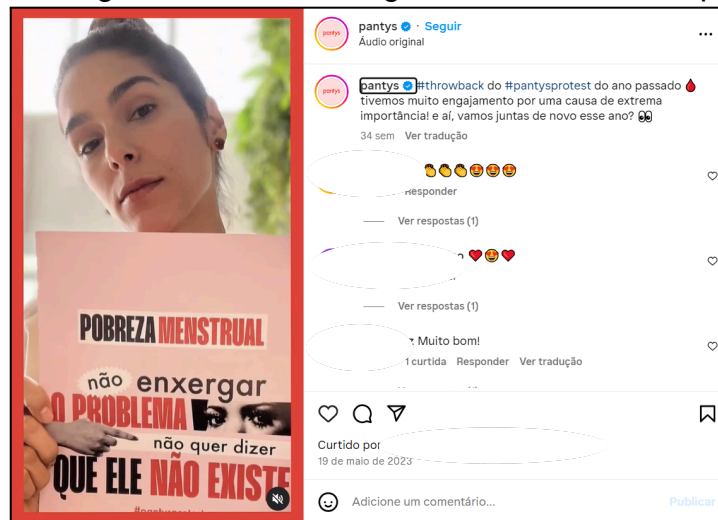 POBREZA MENSTRUAL
não enxergar
O PROBLEMA
não quer dizer
QUE ELE NÃO EXISTE
pantys
pantys · Seguir
Áudio original
pantys
pantys #throwback do #pantysprotest do ano passado 🩸
tivemos muito engajamento por uma causa de extrema
importância! e aí, vamos juntas de novo esse ano? 👀
34 sem Ver tradução
👏👏👏😍😍😍
Responder
Ver respostas (1)
❤️😍❤️
Ver respostas (1)
Muito bom!
1 curtida Responder Ver tradução
Curtido por
19 de maio de 2023
Adicione um comentário... Publicar